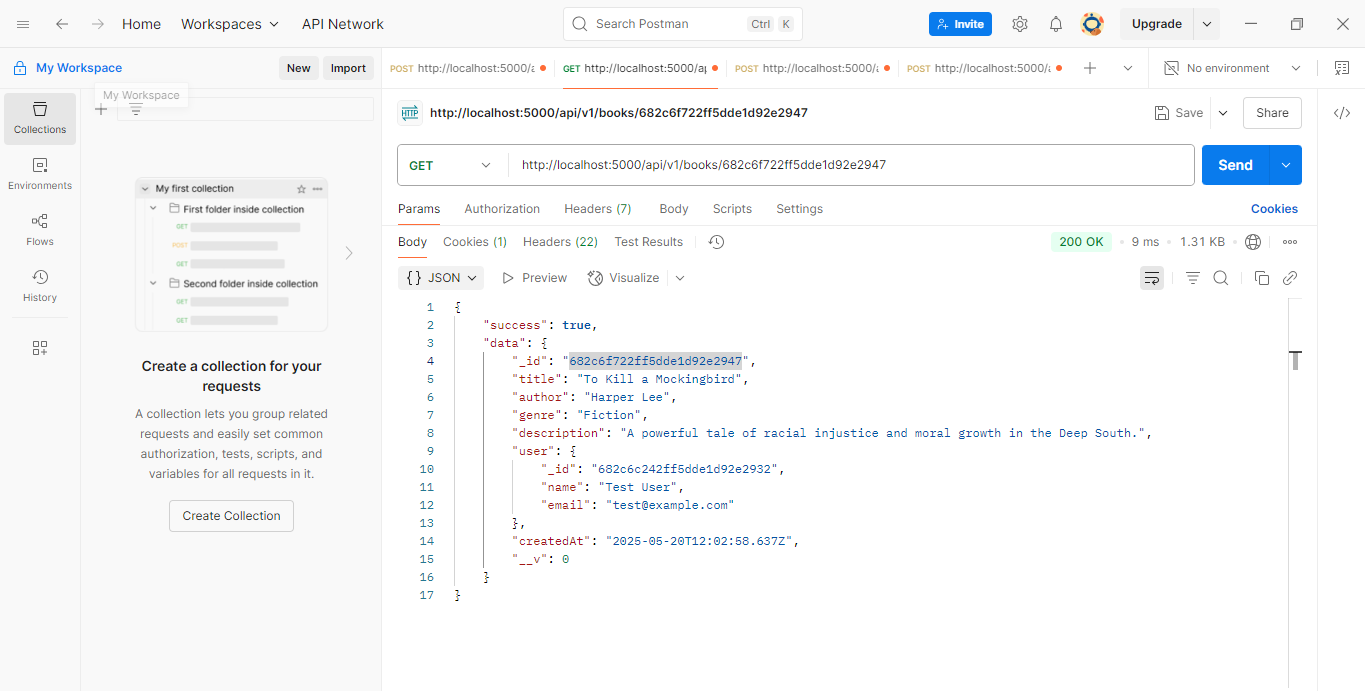 Home Workspaces API Network Search Postman Ctrl K Invite Upgrade
My Workspace New Import POST http://localhost:5000/a GET http://localhost:5000/ap POST http://localhost:5000/a POST http://localhost:5000/a No environment
My Workspace
Collections
Environments
Flows
History
My first collection
First folder inside collection
GET
POST
GET
Second folder inside collection
GET
GET
Create a collection for your
requests
A collection lets you group related
requests and easily set common
authorization, tests, scripts, and
variables for all requests in it.
Create Collection
HTTP http://localhost:5000/api/v1/books/682c6f722ff5dde1d92e2947 Save Share
GET http://localhost:5000/api/v1/books/682c6f722ff5dde1d92e2947 Send
Params Authorization Headers (7) Body Scripts Settings Cookies
Body Cookies (1) Headers (22) Test Results 200 OK • 9 ms • 1.31 KB
{} JSON Preview Visualize
1 {
2 "success": true,
3 "data": {
4 "_id": "682c6f722ff5dde1d92e2947",
5 "title": "To Kill a Mockingbird",
6 "author": "Harper Lee",
7 "genre": "Fiction",
8 "description": "A powerful tale of racial injustice and moral growth in the Deep South.",
9 "user": {
10 "_id": "682c6c242ff5dde1d92e2932",
11 "name": "Test User",
12 "email": "test@example.com"
13 },
14 "createdAt": "2025-05-20T12:02:58.637Z",
15 "__v": 0
16 }
17 }